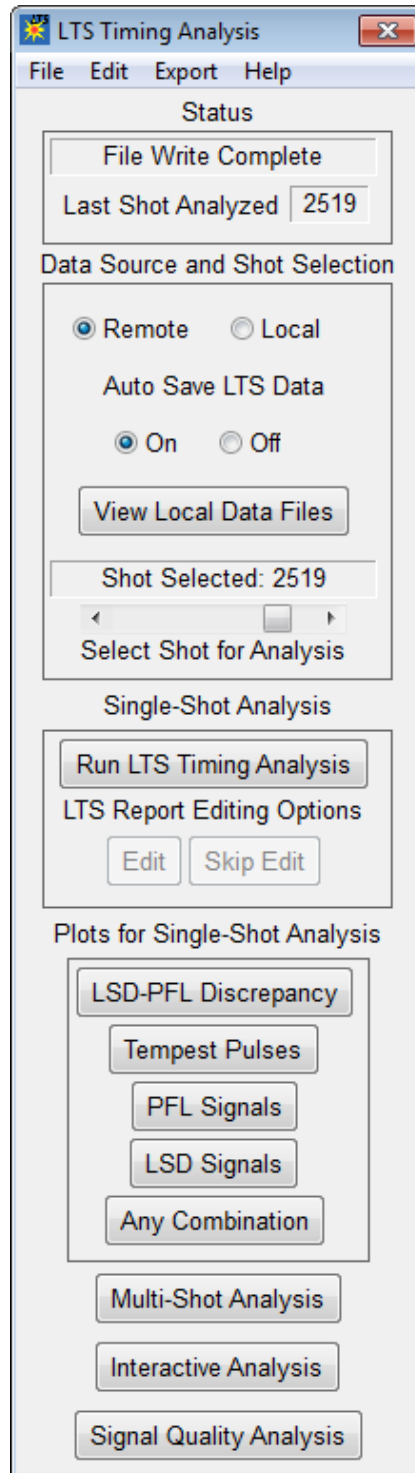 LTS Timing Analysis
File Edit Export Help
Status
File Write Complete
Last Shot Analyzed 2519
Data Source and Shot Selection
Remote Local
Auto Save LTS Data
On Off
View Local Data Files
Shot Selected: 2519
Select Shot for Analysis
Single-Shot Analysis
Run LTS Timing Analysis
LTS Report Editing Options
Edit Skip Edit
Plots for Single-Shot Analysis
LSD-PFL Discrepancy
Tempest Pulses
PFL Signals
LSD Signals
Any Combination
Multi-Shot Analysis
Interactive Analysis
Signal Quality Analysis